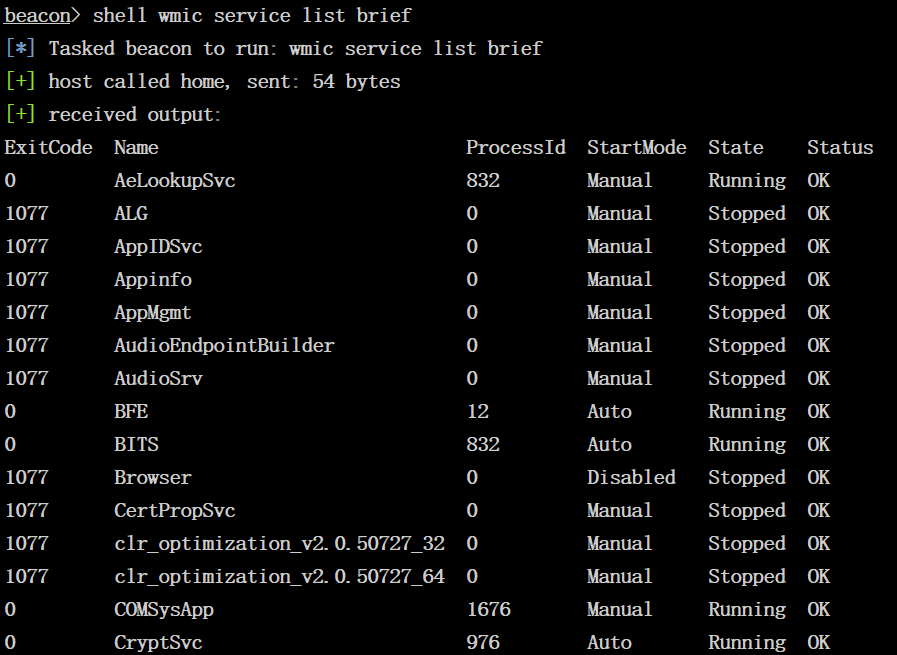 beacon> shell wmic service list brief
[*] Tasked beacon to run: wmic service list brief
[+] host called home, sent: 54 bytes
[+] received output:
ExitCode  Name                            ProcessId  StartMode  State    Status
0         AeLookupSvc                     832        Manual     Running  OK
1077      ALG                             0          Manual     Stopped  OK
1077      AppIDSvc                        0          Manual     Stopped  OK
1077      Appinfo                         0          Manual     Stopped  OK
1077      AppMgmt                         0          Manual     Stopped  OK
1077      AudioEndpointBuilder            0          Manual     Stopped  OK
1077      AudioSrv                        0          Manual     Stopped  OK
0         BFE                             12         Auto       Running  OK
0         BITS                            832        Auto       Running  OK
1077      Browser                         0          Disabled   Stopped  OK
1077      CertPropSvc                     0          Manual     Stopped  OK
1077      clr_optimization_v2.0.50727_32  0          Manual     Stopped  OK
1077      clr_optimization_v2.0.50727_64  0          Manual     Stopped  OK
0         COMSysApp                       1676       Manual     Running  OK
0         CryptSvc                        976        Auto       Running  OK